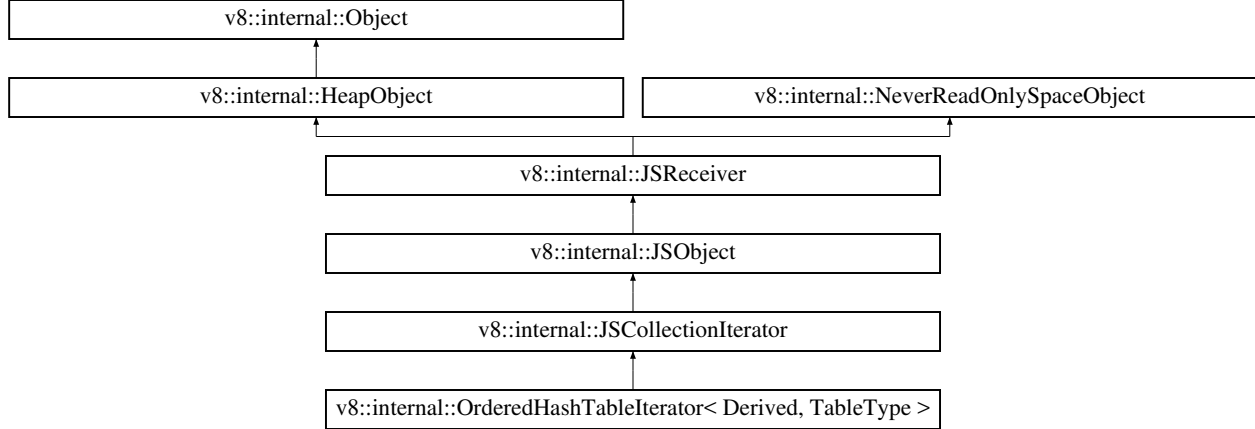 v8::internal::Object
v8::internal::HeapObject
v8::internal::NeverReadOnlySpaceObject
v8::internal::JSReceiver
v8::internal::JSObject
v8::internal::JSCollectionIterator
v8::internal::OrderedHashTableIterator< Derived, TableType >